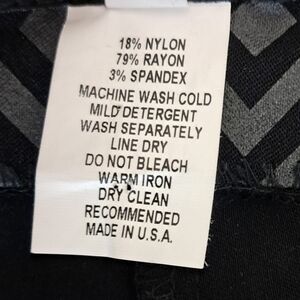 18% NYLON
79% RAYON
3% SPANDEX
MACHINE WASH COLD
MILD DETERGENT
WASH SEPARATELY
LINE DRY
DO NOT BLEACH
WARM IRON
DRY CLEAN
RECOMMENDED
MADE IN U.S.A.